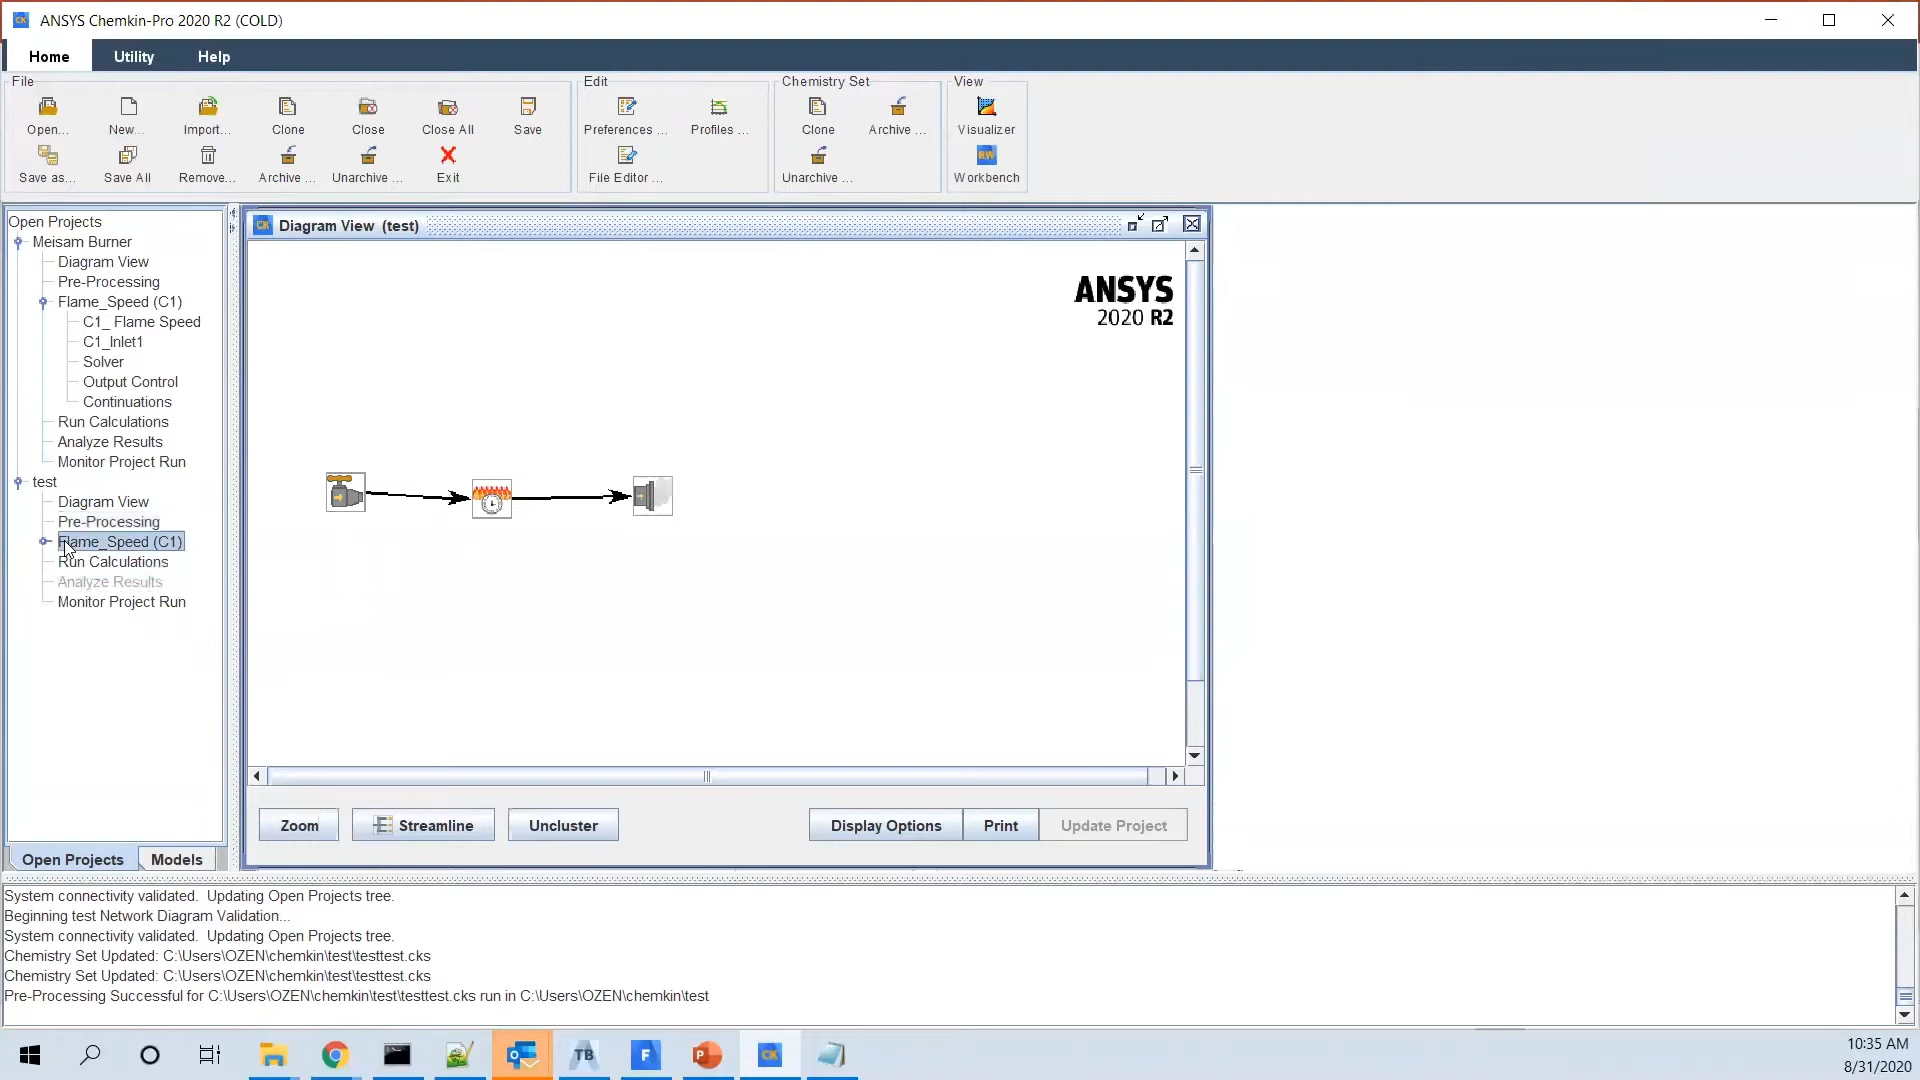 ANSYS Chemkin-Pro 2020 R2 (COLD)
Home Utility Help
File Edit Chemistry Set View
Open... New... Import... Clone Close Close All Save Preferences ... Profiles ... Clone Archive ... Visualizer
Save as... Save All Remove... Archive ... Unarchive ... Exit File Editor ... Unarchive ... Workbench
Open Projects
Meisam Burner
Diagram View
Pre-Processing
Flame_Speed (C1)
C1_ Flame Speed
C1_Inlet1
Solver
Output Control
Continuations
Run Calculations
Analyze Results
Monitor Project Run
test
Diagram View
Pre-Processing
Flame_Speed (C1)
Run Calculations
Analyze Results
Monitor Project Run
Open Projects Models
Diagram View (test)
ANSYS
2020 R2
Zoom Streamline Uncluster Display Options Print Update Project
System connectivity validated. Updating Open Projects tree.
Beginning test Network Diagram Validation...
System connectivity validated. Updating Open Projects tree.
Chemistry Set Updated: C:\Users\OZEN\chemkin\test\testtest.cks
Chemistry Set Updated: C:\Users\OZEN\chemkin\test\testtest.cks
Pre-Processing Successful for C:\Users\OZEN\chemkin\test\testtest.cks run in C:\Users\OZEN\chemkin\test
10:35 AM
8/31/2020